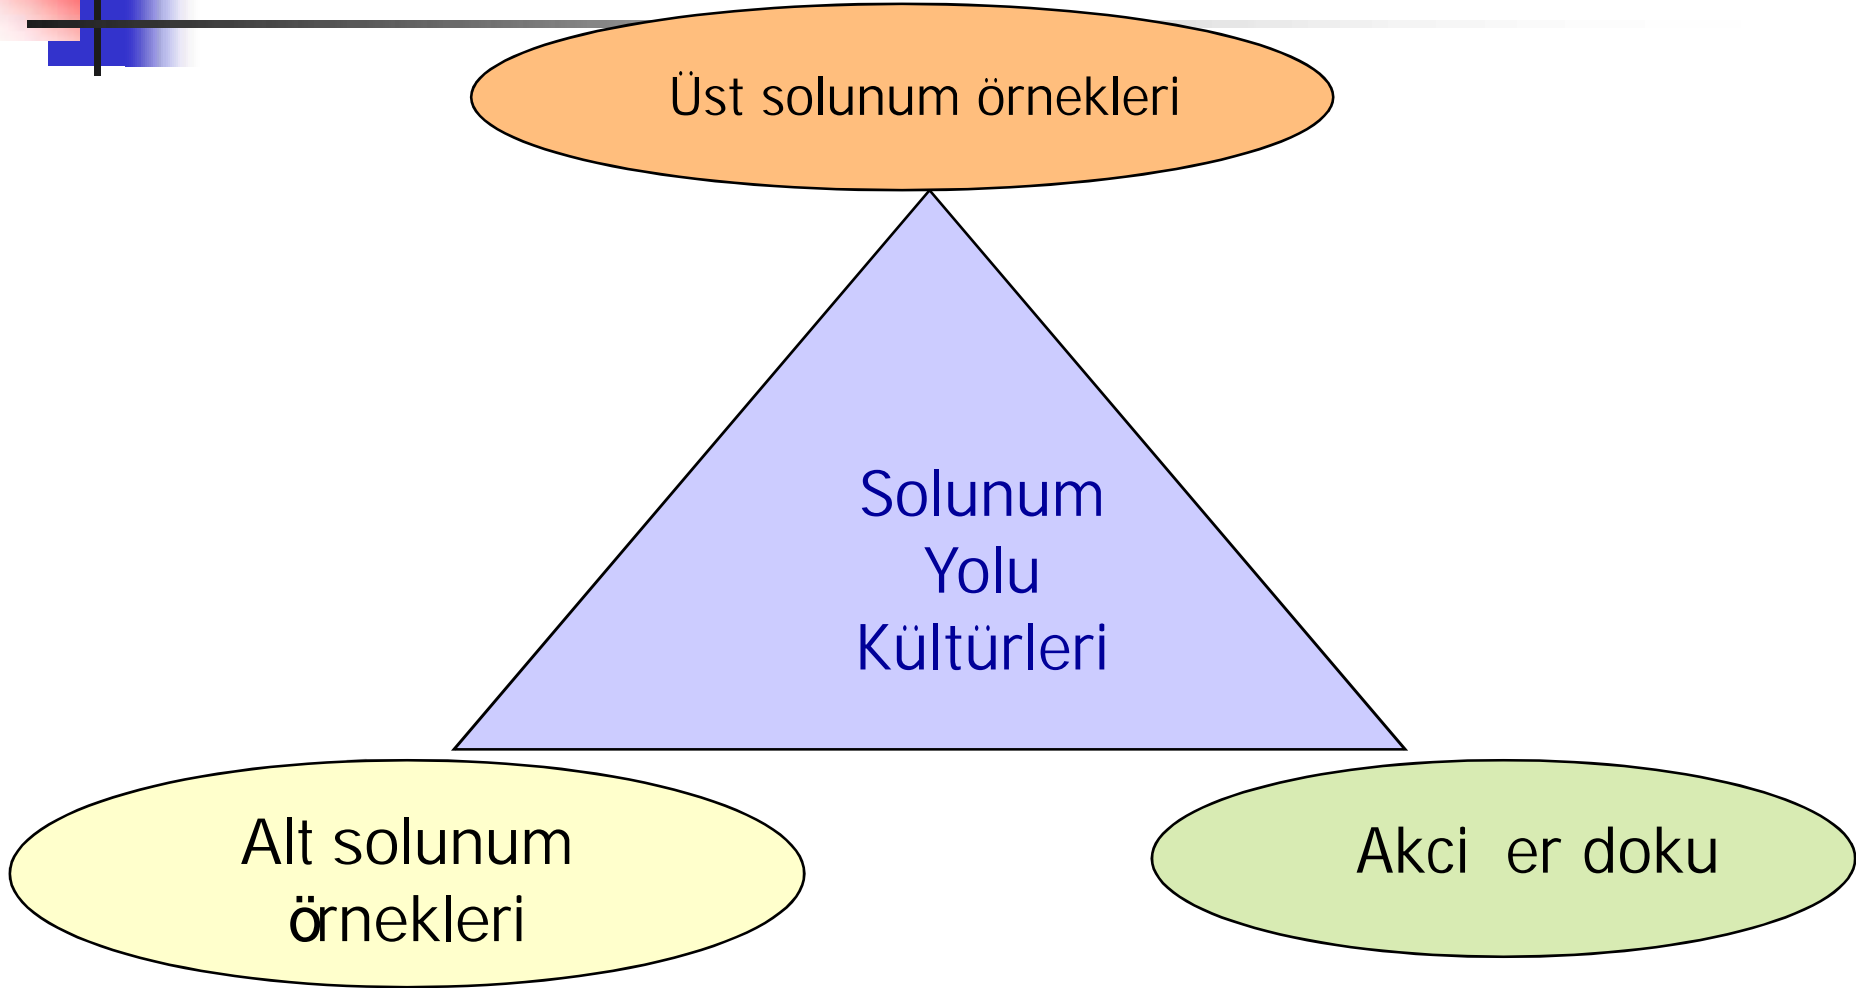 Üst solunum örnekleri
Solunum
Yolu
Kültürleri
Alt solunum
örnekleri
Akci er doku